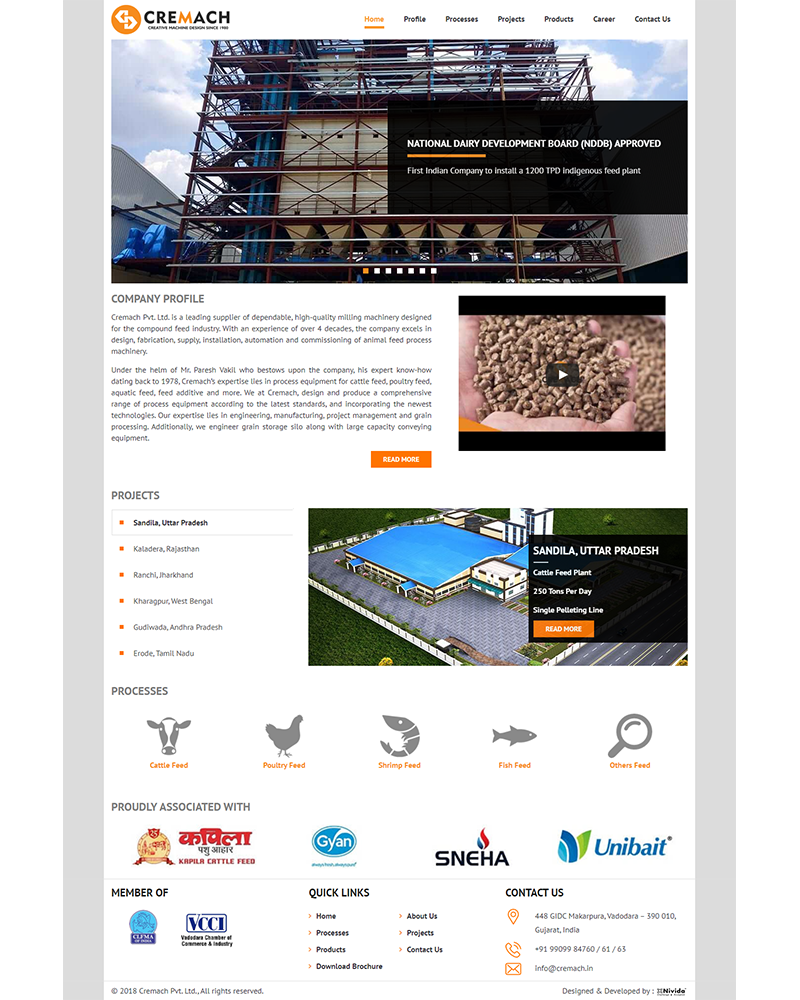 CREMACH
CREATIVE MACHINE DESIGN SINCE 1980
Home Profile Processes Projects Products Career Contact Us
NATIONAL DAIRY DEVELOPMENT BOARD (NDDB) APPROVED
First Indian Company to install a 1200 TPD indigenous feed plant
COMPANY PROFILE
Cremach Pvt. Ltd. is a leading supplier of dependable, high-quality milling machinery designed
for the compound feed industry. With an experience of over 4 decades, the company excels in
design, fabrication, supply, installation, automation and commissioning of animal feed process
machinery.
Under the helm of Mr. Paresh Vakil who bestows upon the company, his expert know-how
dating back to 1978, Cremach's expertise lies in process equipment for cattle feed, poultry feed,
aquatic feed, feed additive and more. We at Cremach, design and produce a comprehensive
range of process equipment according to the latest standards, and incorporating the newest
technologies. Our expertise lies in engineering, manufacturing, project management and grain
processing. Additionally, we engineer grain storage silo along with large capacity conveying
equipment.
READ MORE
PROJECTS
Sandila, Uttar Pradesh
Kaladera, Rajasthan
Ranchi, Jharkhand
Kharagpur, West Bengal
Gudiwada, Andhra Pradesh
Erode, Tamil Nadu
SANDILA, UTTAR PRADESH
Cattle Feed Plant
250 Tons Per Day
Single Pelleting Line
READ MORE
PROCESSES
Cattle Feed Poultry Feed Shrimp Feed Fish Feed Others Feed
PROUDLY ASSOCIATED WITH
कपिला
पशु आहार
KAPILA CATTLE FEED
Gyan
always fresh, always pure!
SNEHA
Unibait®
MEMBER OF
CLFMA
OF INDIA
VCCI
Vadodara Chamber of
Commerce & Industry
QUICK LINKS
Home About Us
Processes Projects
Products Contact Us
Download Brochure
CONTACT US
448 GIDC Makarpura, Vadodara – 390 010,
Gujarat, India
+91 99099 84760 / 61 / 63
info@cremach.in
© 2018 Cremach Pvt. Ltd., All rights reserved.
Designed & Developed by : Nivida